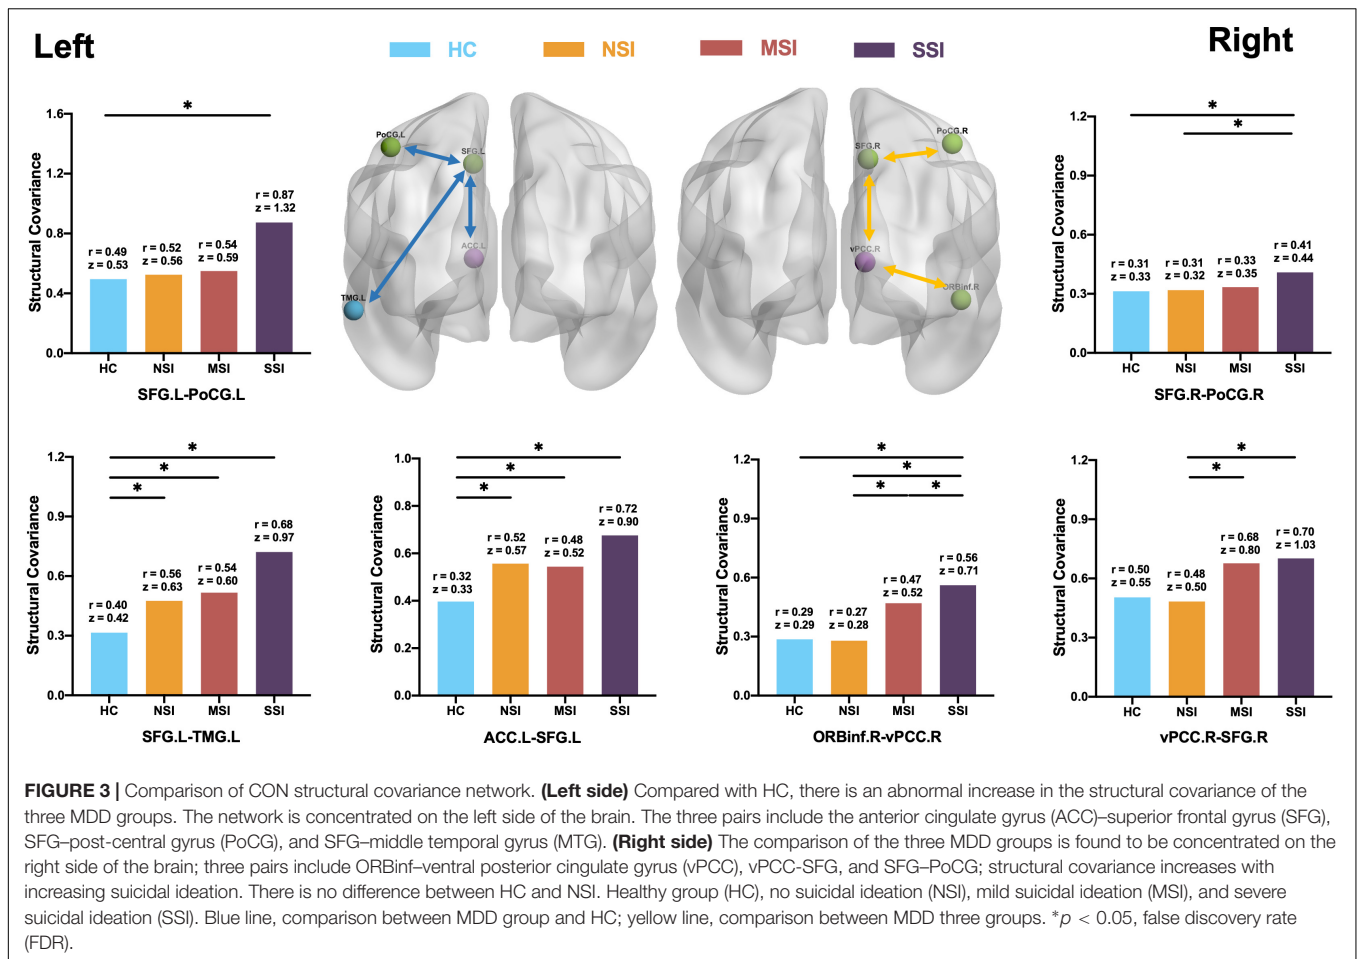 Left
HC
NSI
MSI
SSI
Right
Structural Covariance
1.6
1.2
0.8
0.4
0.0
*
r = 0.49
z = 0.53
r = 0.52
z = 0.56
r = 0.54
z = 0.59
r = 0.87
z = 1.32
HC
NSI
MSI
SSI
SFG.L-PoCG.L
PoCG.L
SFG.L
ACC.L
TMG.L
SFG.R
PoCG.R
vPCC.R
ORBinf.R
Structural Covariance
1.2
0.9
0.6
0.3
0.0
*
*
r = 0.31
z = 0.33
r = 0.31
z = 0.32
r = 0.33
z = 0.35
r = 0.41
z = 0.44
HC
NSI
MSI
SSI
SFG.R-PoCG.R
Structural Covariance
1.2
0.9
0.6
0.3
0.0
*
*
*
r = 0.40
z = 0.42
r = 0.56
z = 0.63
r = 0.54
z = 0.60
r = 0.68
z = 0.97
HC
NSI
MSI
SSI
SFG.L-TMG.L
Structural Covariance
1.0
0.8
0.6
0.4
0.2
0.0
*
*
*
r = 0.32
z = 0.33
r = 0.52
z = 0.57
r = 0.48
z = 0.52
r = 0.72
z = 0.90
HC
NSI
MSI
SSI
ACC.L-SFG.L
Structural Covariance
1.2
0.9
0.6
0.3
0.0
*
*
*
*
r = 0.29
z = 0.29
r = 0.27
z = 0.28
r = 0.47
z = 0.52
r = 0.56
z = 0.71
HC
NSI
MSI
SSI
ORBinf.R-vPCC.R
Structural Covariance
1.2
0.9
0.6
0.3
0.0
*
*
r = 0.50
z = 0.55
r = 0.48
z = 0.50
r = 0.68
z = 0.80
r = 0.70
z = 1.03
HC
NSI
MSI
SSI
vPCC.R-SFG.R
FIGURE 3 | Comparison of CON structural covariance network. (Left side) Compared with HC, there is an abnormal increase in the structural covariance of the
three MDD groups. The network is concentrated on the left side of the brain. The three pairs include the anterior cingulate gyrus (ACC)–superior frontal gyrus (SFG),
SFG–post-central gyrus (PoCG), and SFG–middle temporal gyrus (MTG). (Right side) The comparison of the three MDD groups is found to be concentrated on the
right side of the brain; three pairs include ORBinf–ventral posterior cingulate gyrus (vPCC), vPCC-SFG, and SFG–PoCG; structural covariance increases with
increasing suicidal ideation. There is no difference between HC and NSI. Healthy group (HC), no suicidal ideation (NSI), mild suicidal ideation (MSI), and severe
suicidal ideation (SSI). Blue line, comparison between MDD group and HC; yellow line, comparison between MDD three groups. *p < 0.05, false discovery rate
(FDR).